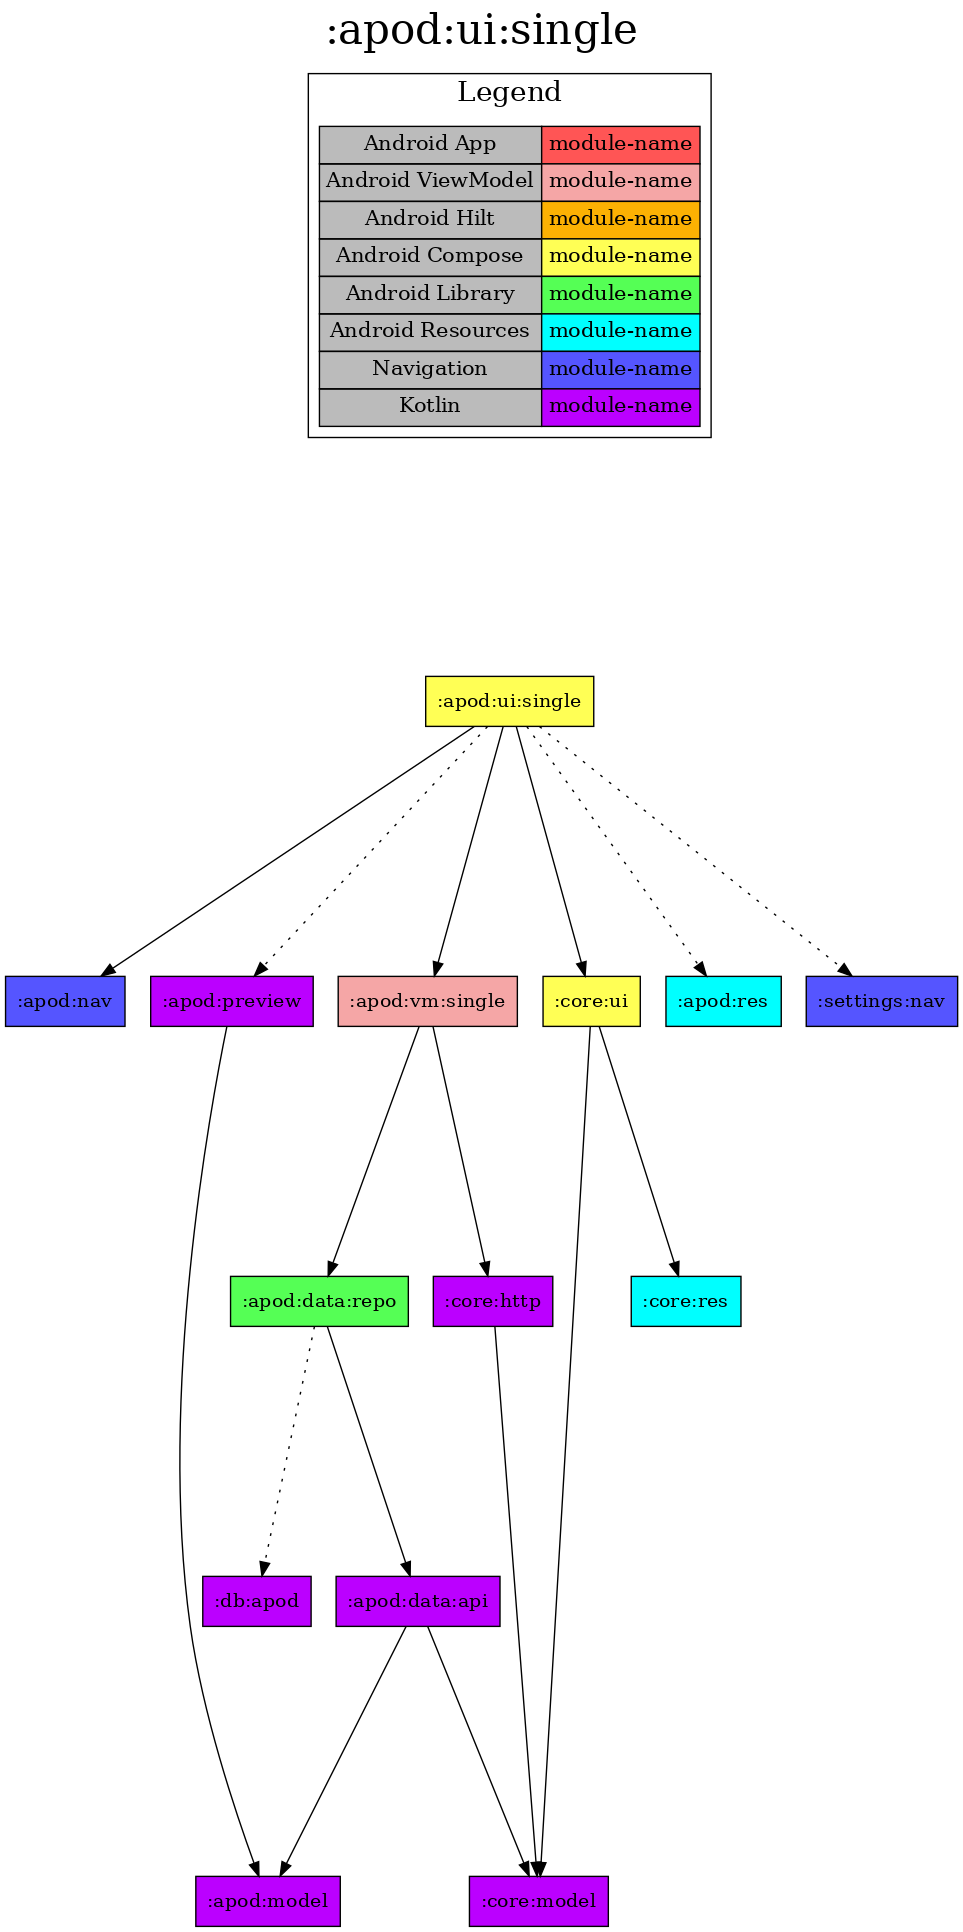 :apod:ui:single
Legend
Android App module-name
Android ViewModel module-name
Android Hilt module-name
Android Compose module-name
Android Library module-name
Android Resources module-name
Navigation module-name
Kotlin module-name
:apod:ui:single
:apod:nav :apod:preview :apod:vm:single :core:ui :apod:res :settings:nav
:apod:data:repo :core:http :core:res
:db:apod :apod:data:api
:apod:model :core:model